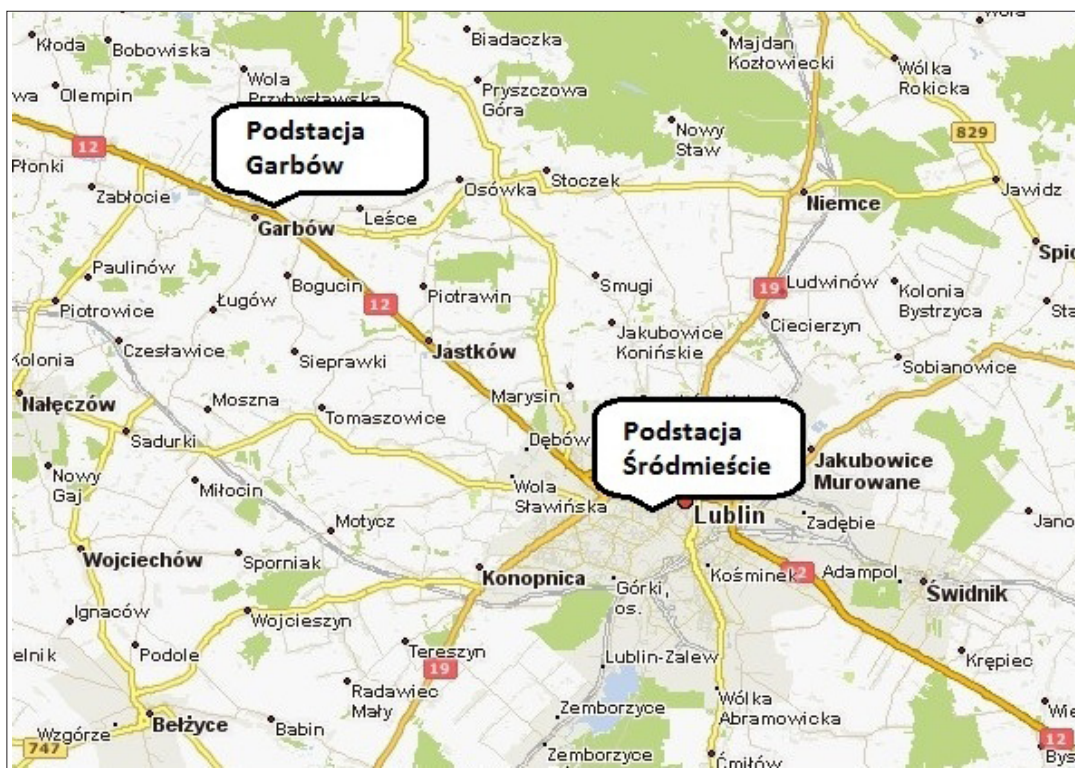 Kłoda
Bobowiska
Biadaczka
Majdan
Kozłowiecki
Wola
Przybysławska
Pryszczowa
Góra
Wólka
Rokicka
Olempin
Podstacja
Garbów
12
Płonki
Nowy
Staw
829
Zabłocie
Osówka
Stoczek
Jawidz
Niemce
Leśce
Garbów
Paulinów
Bogucin
Piotrawin
Smugi
19
Ludwinów
Kolonia
Bystrzyca
Piotrowice
Ługów
12
Ciecierzyn
Jakubowice
Konińskie
Czesławice
Sieprawki
Jastków
Sobianowice
Kolonia
Nałęczów
Moszna
Tomaszowice
Marysin
Podstacja
Śródmieście
Sadurki
Dębów
Jakubowice
Murowane
Nowy
Gaj
Miłocin
Wola
Sławińska
Lublin
Zadębie
Motycz
Wojciechów
Sporniak
Konopnica
Górki,
os.
Kośminek
Adampol
Świdnik
Ignaców
Wojcieszyn
Podole
Tereszyn
19
Lublin-Zalew
Krępiec
Radawiec
Mały
Wólka
Abramowicka
Bełżyce
Babin
Zemborzyce
Wzgórze
747
Zemborzyce
Ćmiłów
12